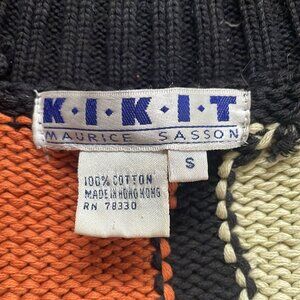 K·I·K·I·T
MAURICE SASSON
S
100% COTTON
MADE IN HONG KONG
RN 78330